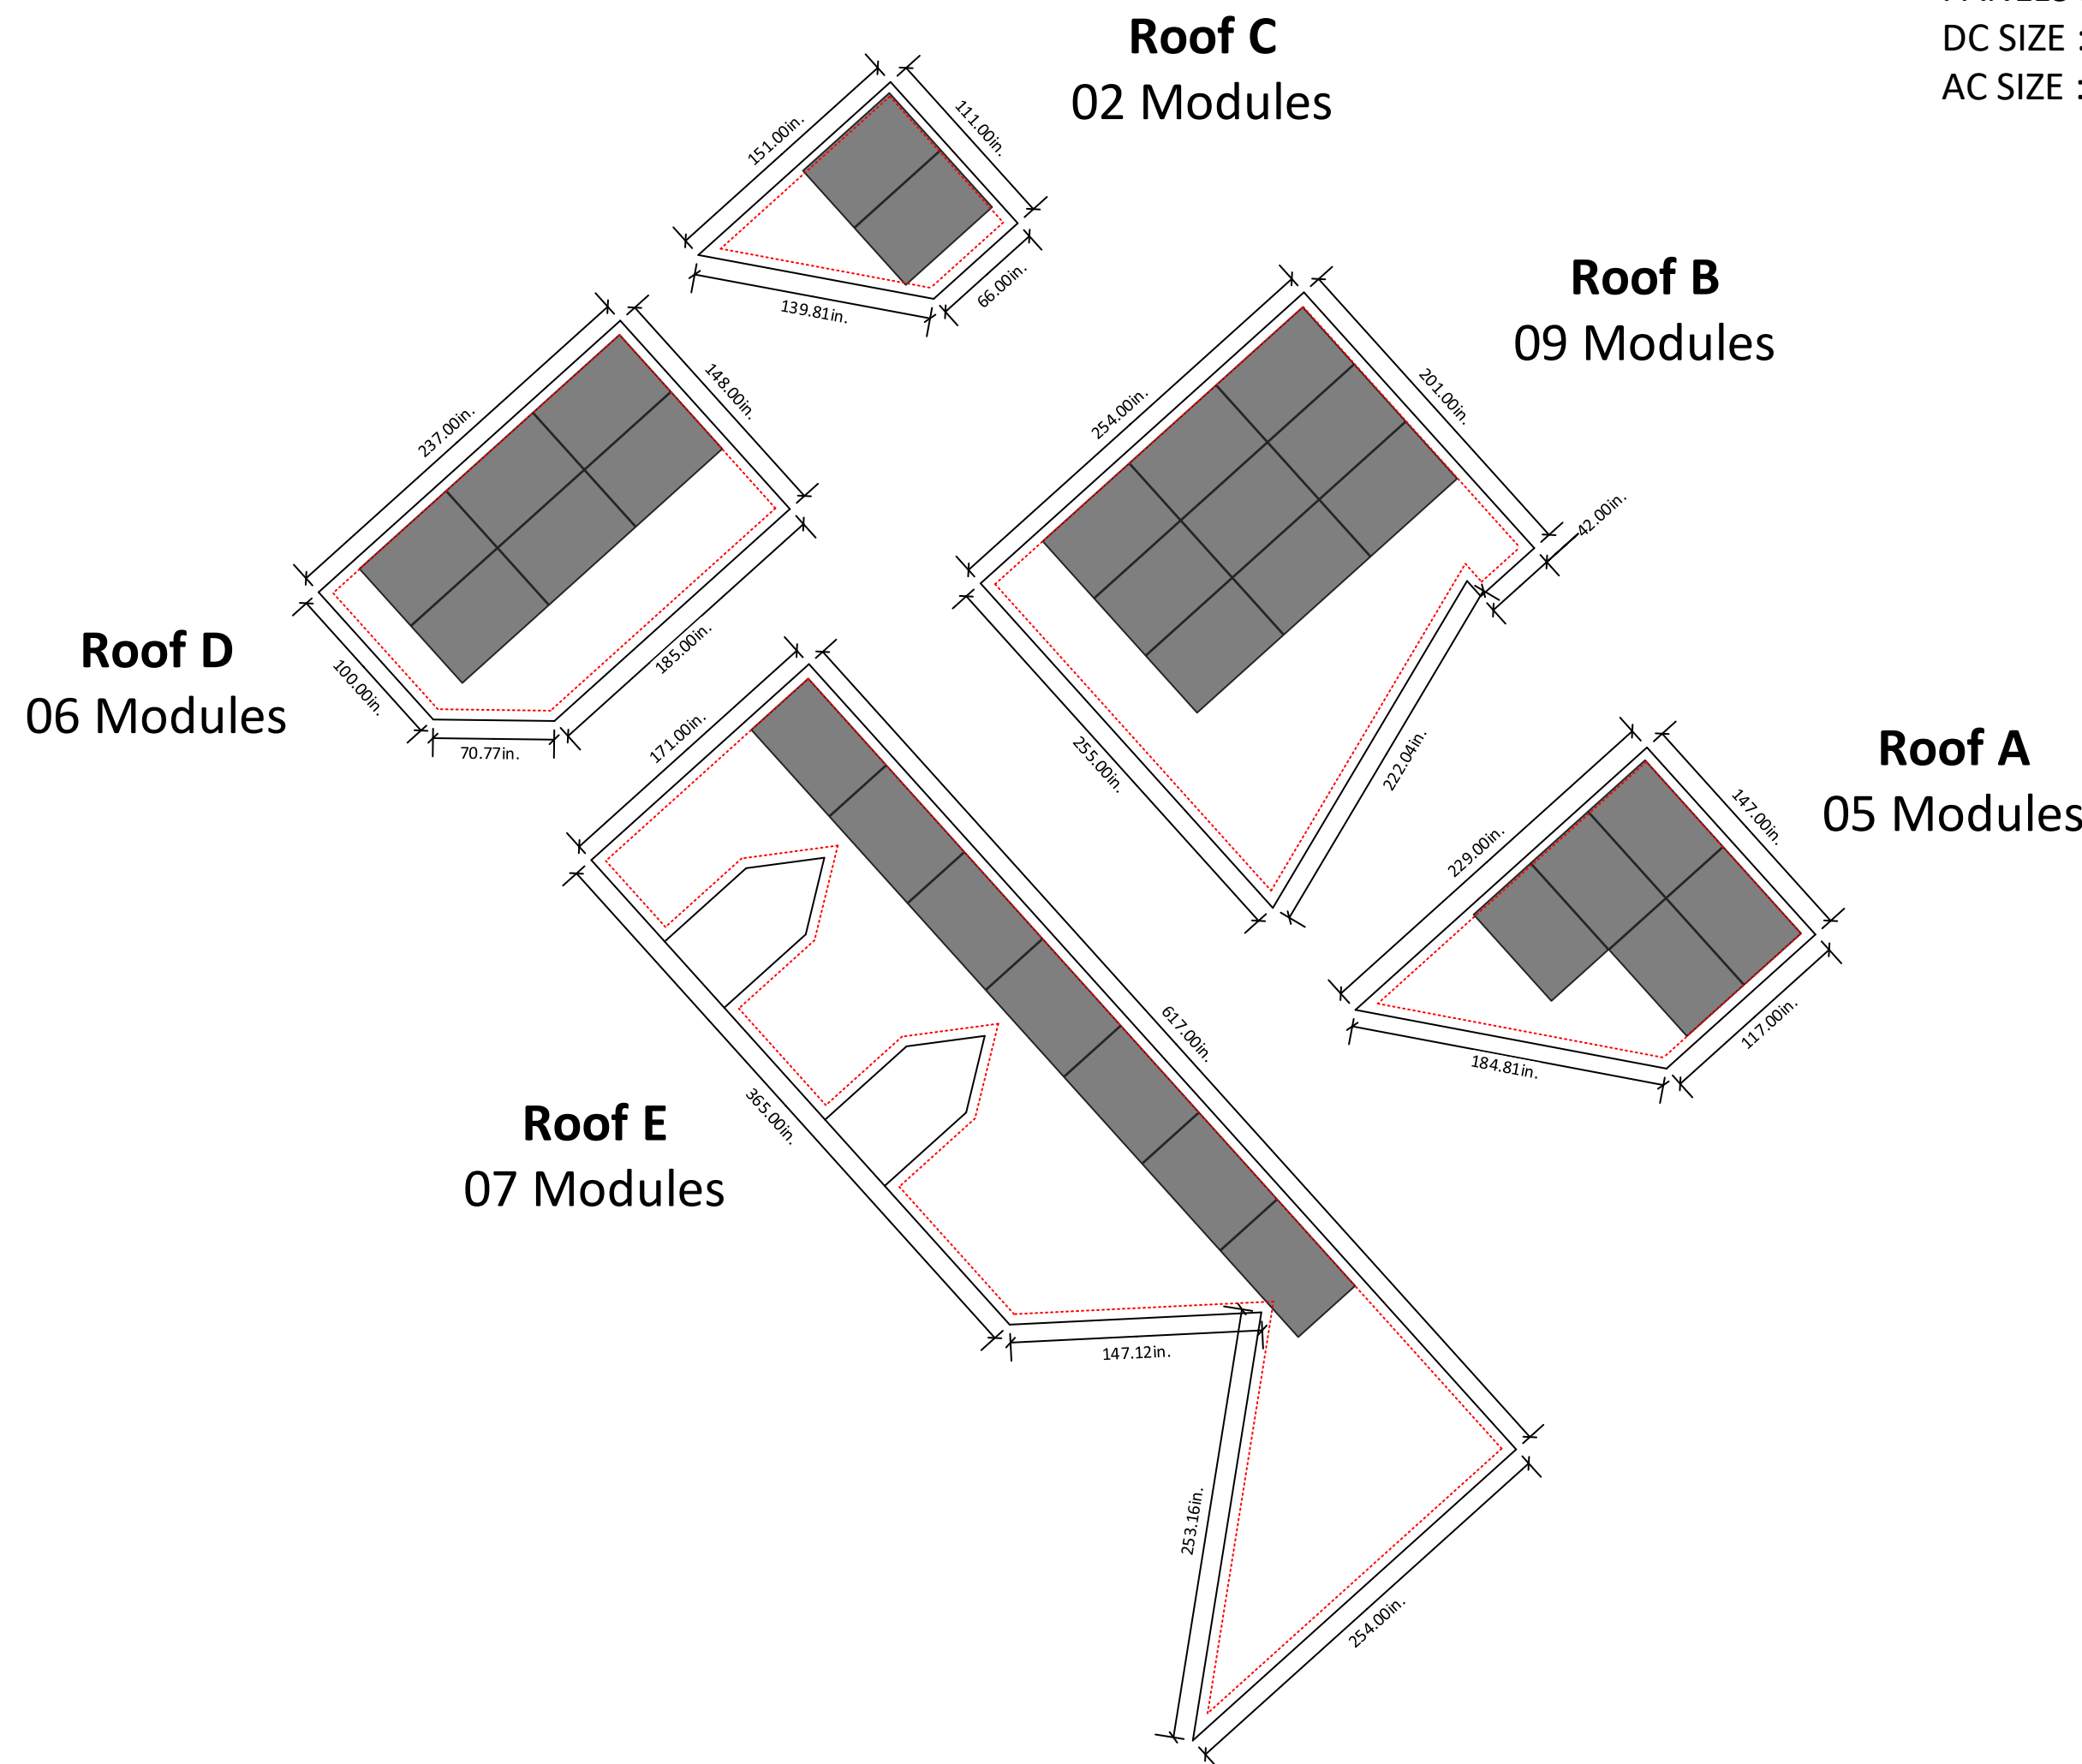 DC SIZE :
AC SIZE :
Roof C
02 Modules
151.00in.
111.00in.
139.81in.
66.00in.
Roof B
09 Modules
254.00in.
201.00in.
42.00in.
255.00in.
222.04in.
237.00in.
148.00in.
Roof D
06 Modules
100.00in.
185.00in.
70.77in.
Roof A
05 Modules
229.00in.
147.00in.
184.81in.
117.00in.
171.00in.
617.00in.
Roof E
07 Modules
365.00in.
147.12in.
253.16in.
254.00in.